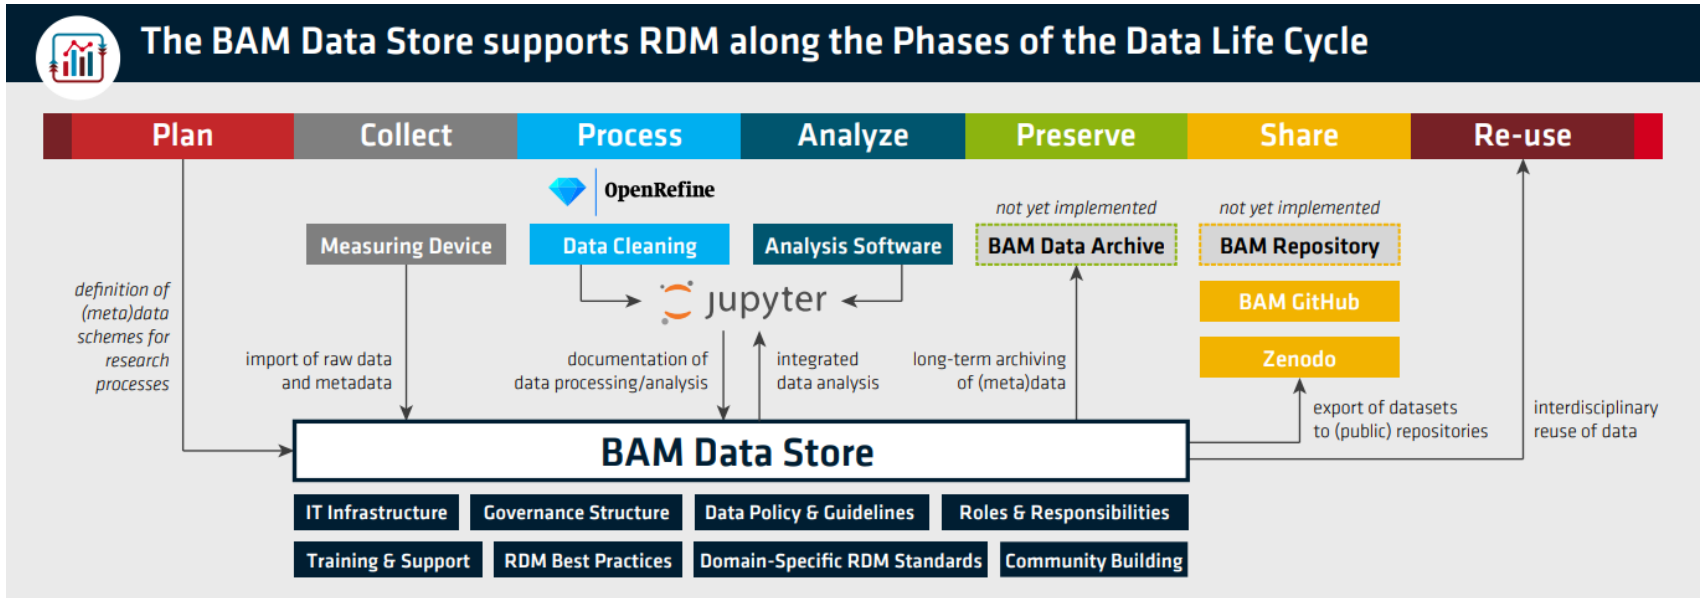 The BAM Data Store supports RDM along the Phases of the Data Life Cycle
Plan
Collect
Process
Analyze
Preserve
Share
Re-use
OpenRefine
not yet implemented
not yet implemented
Measuring Device
Data Cleaning
Analysis Software
BAM Data Archive
BAM Repository
BAM GitHub
Zenodo
jupyter
definition of
(meta)data
schemes for
research
processes
import of raw data
and metadata
documentation of
data processing/analysis
integrated
data analysis
long-term archiving
of (meta)data
export of datasets
to (public) repositories
interdisciplinary
reuse of data
BAM Data Store
IT Infrastructure
Governance Structure
Data Policy & Guidelines
Roles & Responsibilities
Training & Support
RDM Best Practices
Domain-Specific RDM Standards
Community Building